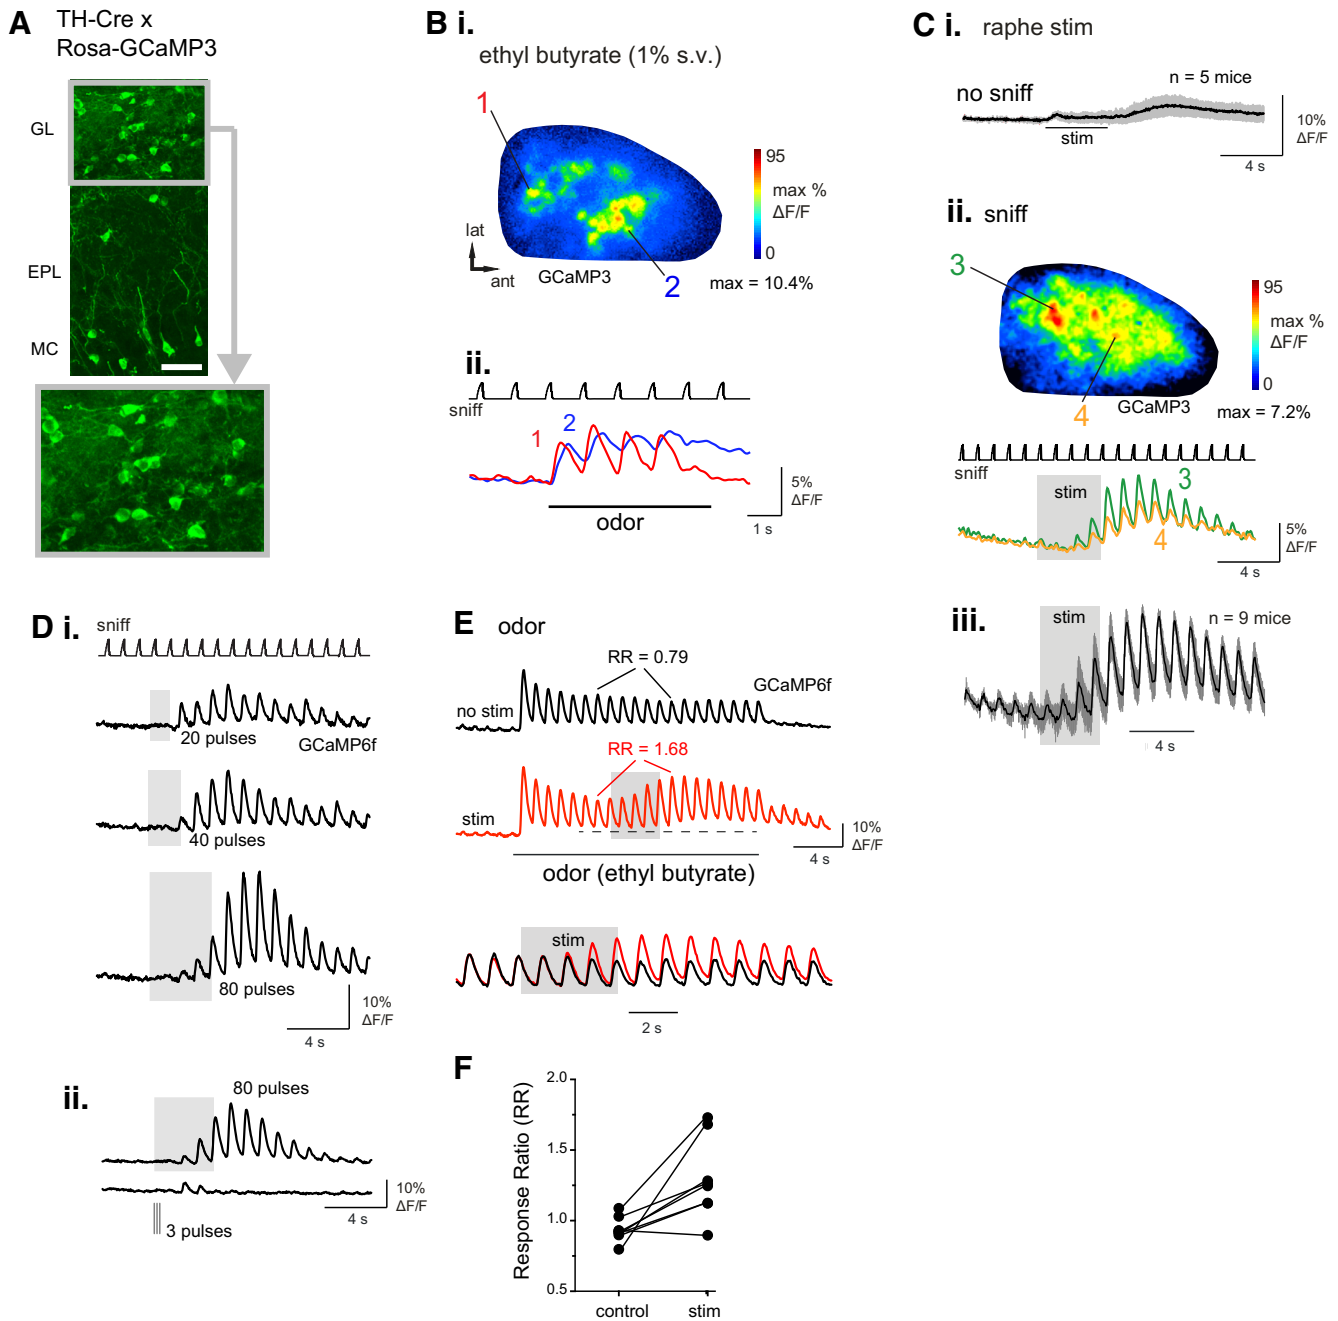 A
TH-Cre x
Rosa-GCaMP3
GL
EPL
MC
B i.
ethyl butyrate (1% s.v.)
1
95
max %
ΔF/F
0
lat
ant
GCaMP3
2
max = 10.4%
ii.
sniff
1
2
5%
ΔF/F
1 s
odor
C i.
raphe stim
no sniff
n = 5 mice
stim
10%
ΔF/F
4 s
ii. sniff
3
95
max %
ΔF/F
0
4
GCaMP3
max = 7.2%
sniff
stim
3
4
5%
ΔF/F
4 s
iii.
stim
n = 9 mice
4 s
D i.
sniff
20 pulses
GCaMP6f
40 pulses
80 pulses
10%
ΔF/F
4 s
ii.
80 pulses
10%
ΔF/F
4 s
3 pulses
E
odor
RR = 0.79
GCaMP6f
no stim
RR = 1.68
stim
10%
ΔF/F
4 s
odor (ethyl butyrate)
stim
2 s
F
Response Ratio (RR)
2.0
1.5
1.0
0.5
control
stim